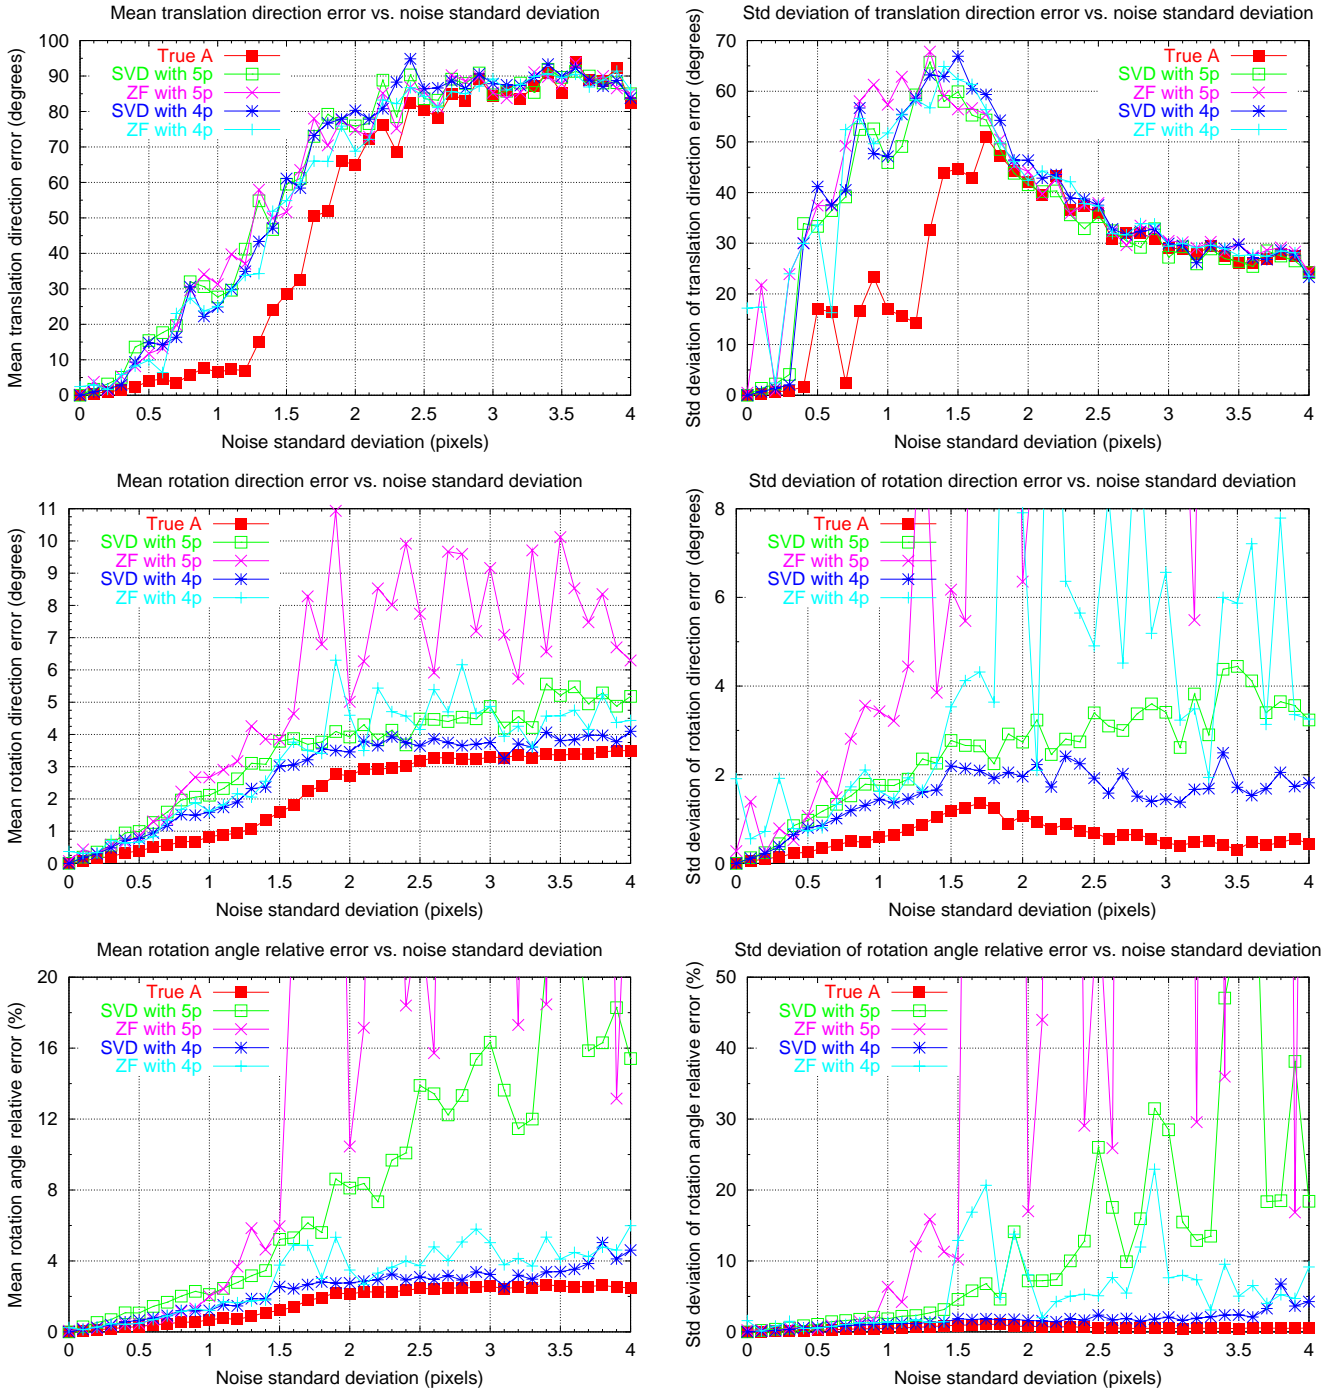 Mean translation direction error vs. noise standard deviation
Mean translation direction error (degrees)
100
90
80
70
60
50
40
30
20
10
0
True A
SVD with 5p
ZF with 5p
SVD with 4p
ZF with 4p
0 0.5 1 1.5 2 2.5 3 3.5 4
Noise standard deviation (pixels)
Std deviation of translation direction error vs. noise standard deviation
Std deviation of translation direction error (degrees)
70
60
50
40
30
20
10
0
True A
SVD with 5p
ZF with 5p
SVD with 4p
ZF with 4p
0 0.5 1 1.5 2 2.5 3 3.5 4
Noise standard deviation (pixels)
Mean rotation direction error vs. noise standard deviation
Mean rotation direction error (degrees)
11
10
9
8
7
6
5
4
3
2
1
0
True A
SVD with 5p
ZF with 5p
SVD with 4p
ZF with 4p
0 0.5 1 1.5 2 2.5 3 3.5 4
Noise standard deviation (pixels)
Std deviation of rotation direction error vs. noise standard deviation
Std deviation of rotation direction error (degrees)
8
6
4
2
0
True A
SVD with 5p
ZF with 5p
SVD with 4p
ZF with 4p
0 0.5 1 1.5 2 2.5 3 3.5 4
Noise standard deviation (pixels)
Mean rotation angle relative error vs. noise standard deviation
Mean rotation angle relative error (%)
20
16
12
8
4
0
True A
SVD with 5p
ZF with 5p
SVD with 4p
ZF with 4p
0 0.5 1 1.5 2 2.5 3 3.5 4
Noise standard deviation (pixels)
Std deviation of rotation angle relative error vs. noise standard deviation
Std deviation of rotation angle relative error (%)
50
40
30
20
10
0
True A
SVD with 5p
ZF with 5p
SVD with 4p
ZF with 4p
0 0.5 1 1.5 2 2.5 3 3.5 4
Noise standard deviation (pixels)